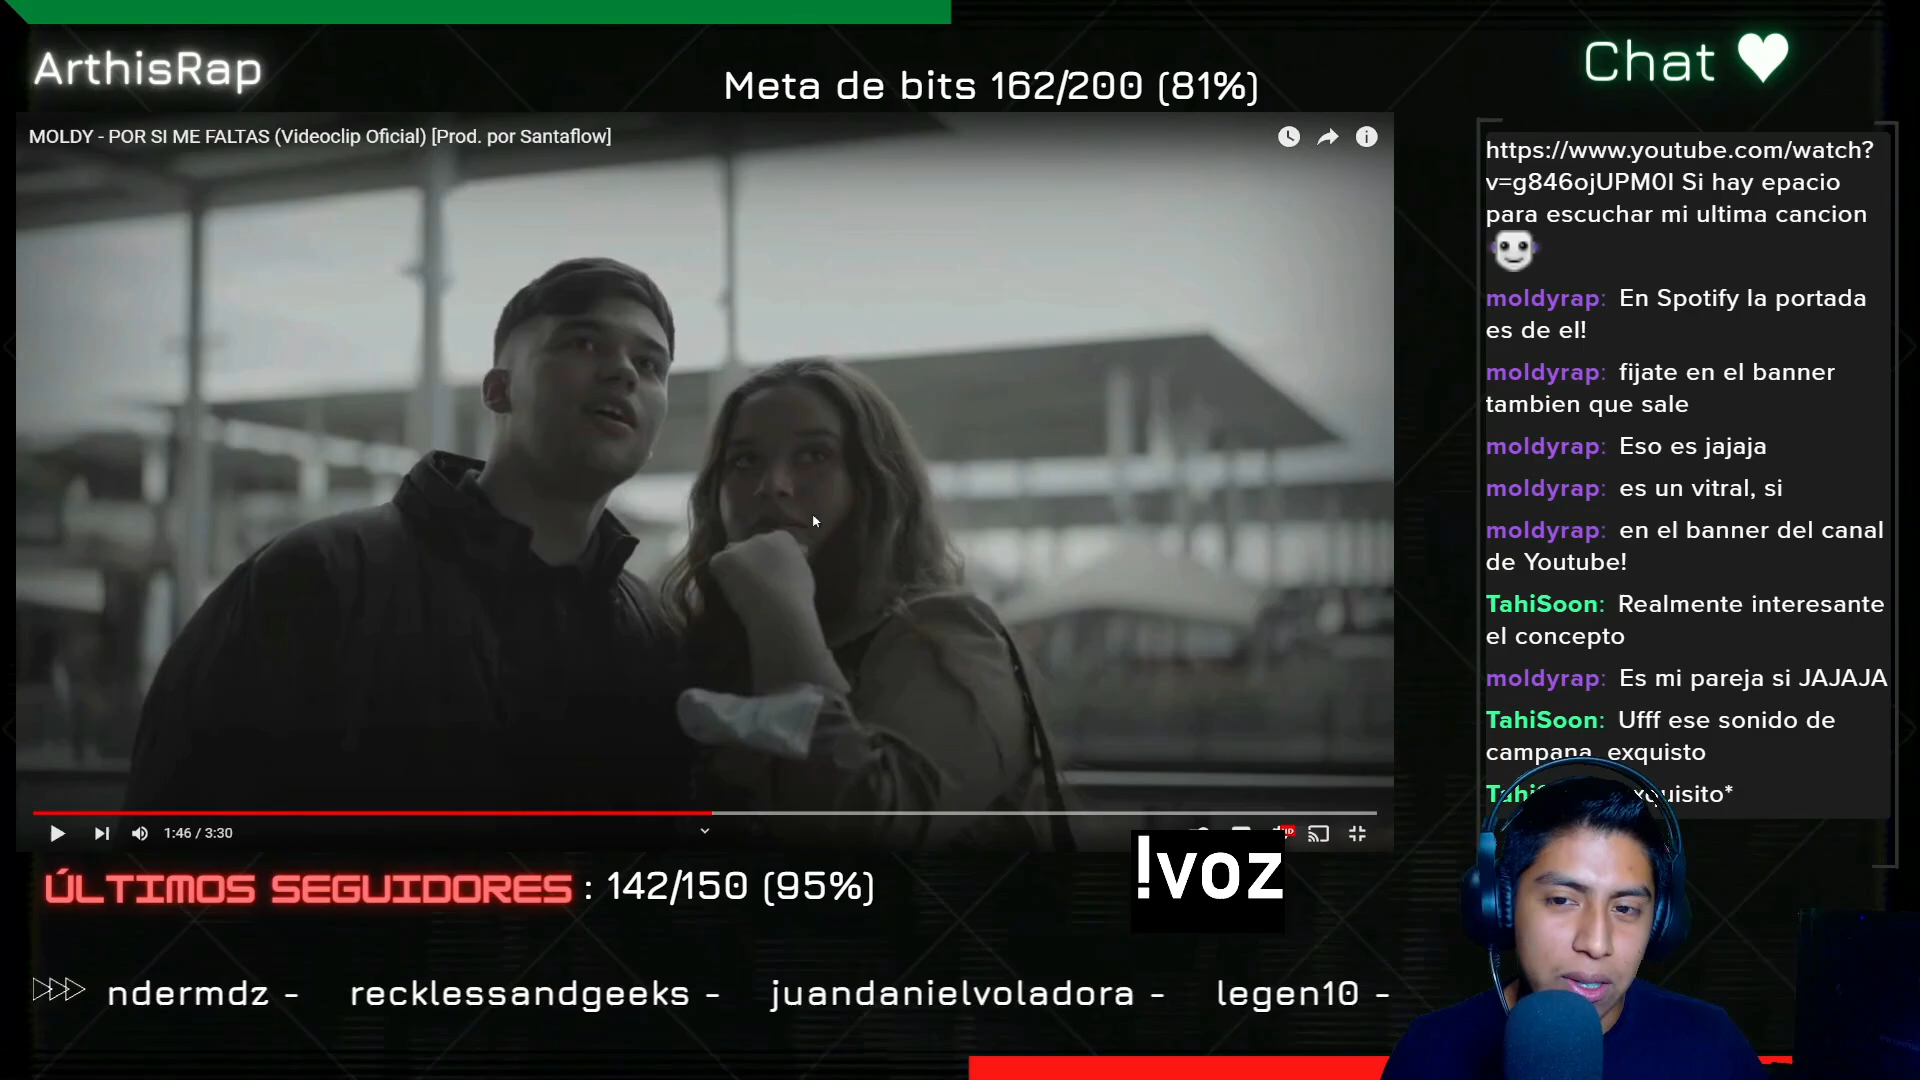 ArthisRap
Meta de bits 162/200 (81%)
Chat
MOLDY - POR SI ME FALTAS (Videoclip Oficial) [Prod. por Santaflow]
https://www.youtube.com/watch?
v=g846ojUPM0I Si hay epacio
para escuchar mi ultima cancion
moldyrap: En Spotify la portada
es de el!
moldyrap: fijate en el banner
tambien que sale
moldyrap: Eso es jajaja
moldyrap: es un vitral, si
moldyrap: en el banner del canal
de Youtube!
TahiSoon: Realmente interesante
el concepto
moldyrap: Es mi pareja si JAJAJA
TahiSoon: Ufff ese sonido de
campana exquisto
1:46 / 3:30
!voz
ÚLTIMOS SEGUIDORES : 142/150 (95%)
ndermdz - recklessandgeeks - juandanielvoladora - legen10 -